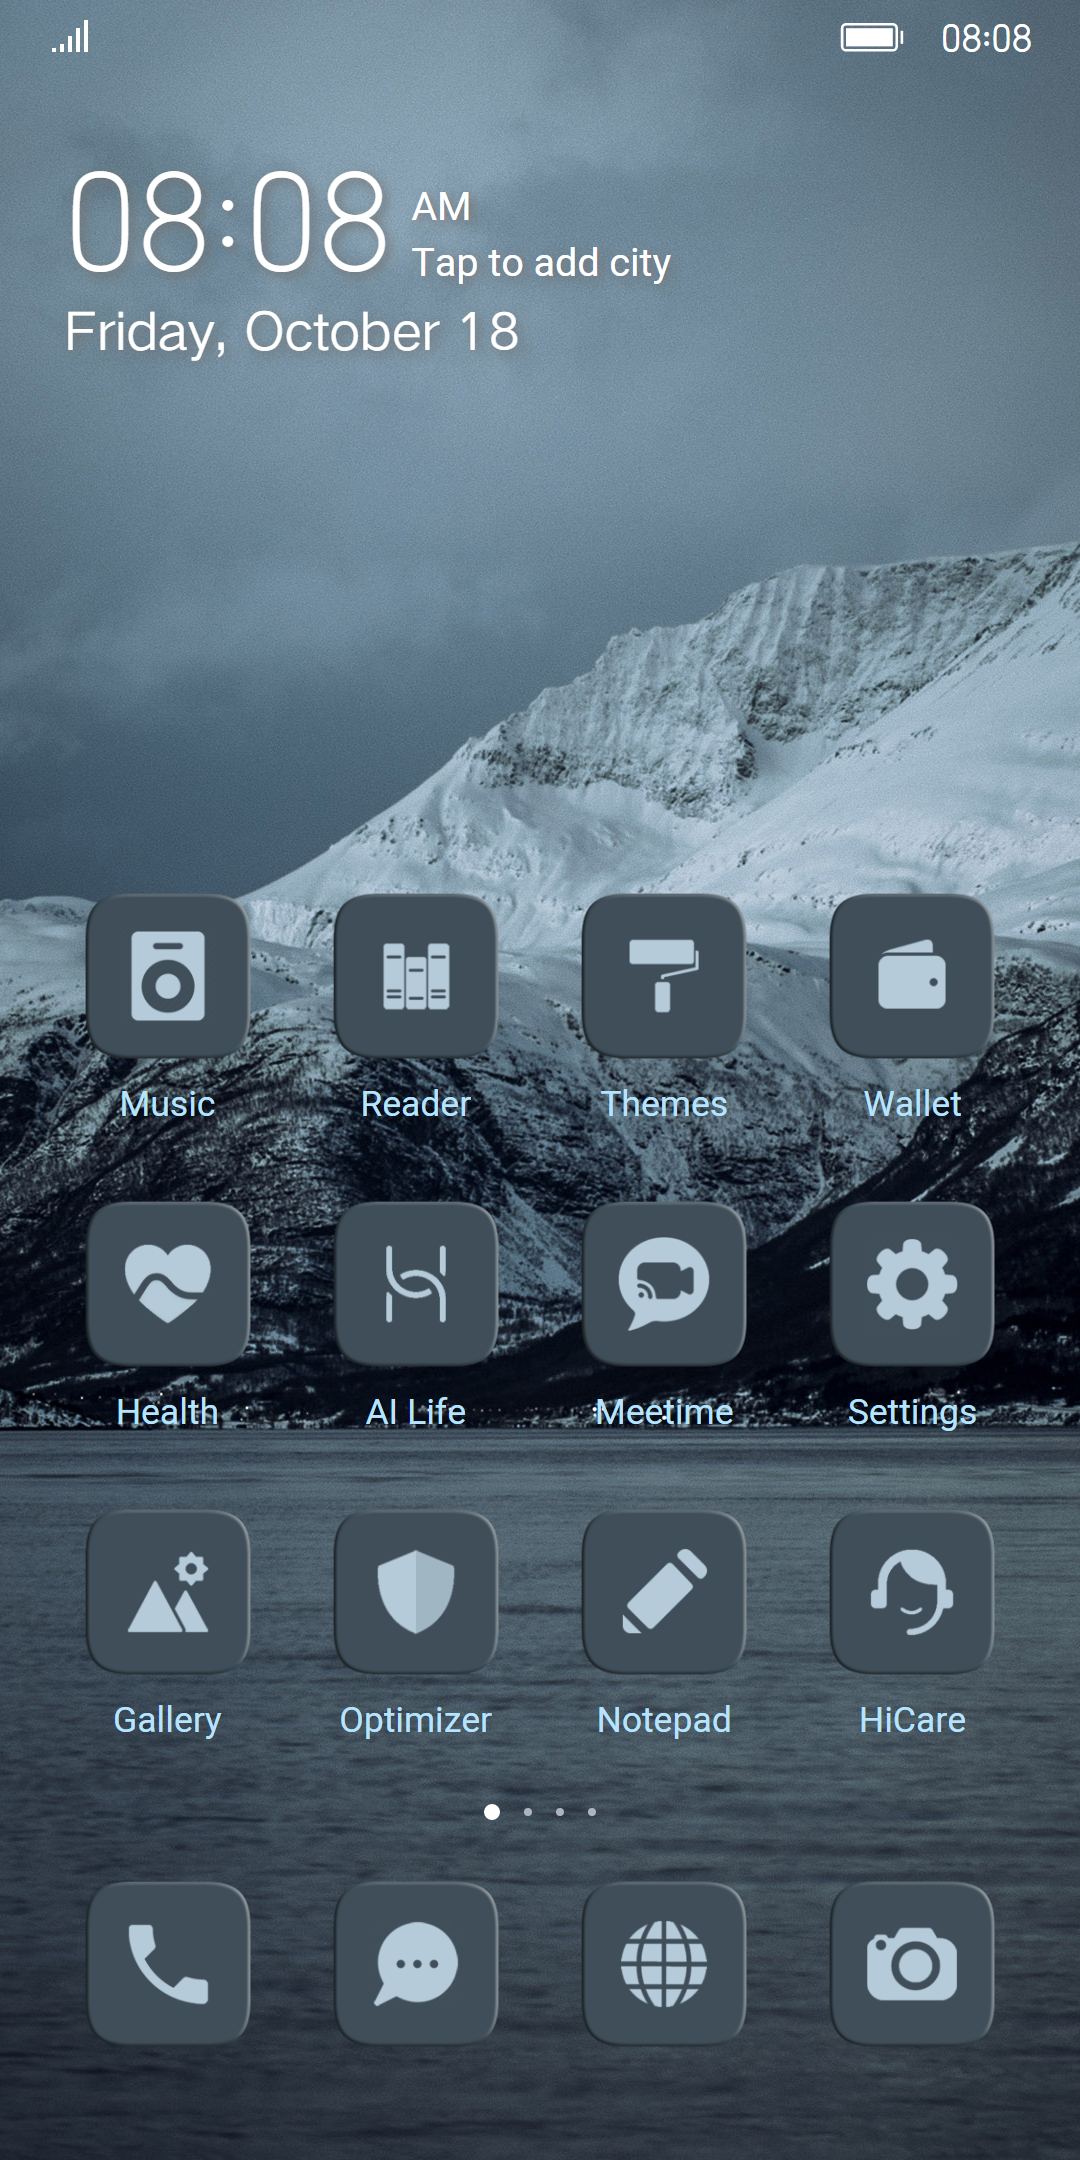 08:08
08:08 AM
Tap to add city
Friday, October 18
Music Reader Themes Wallet
Health AI Life Meetime Settings
Gallery Optimizer Notepad HiCare